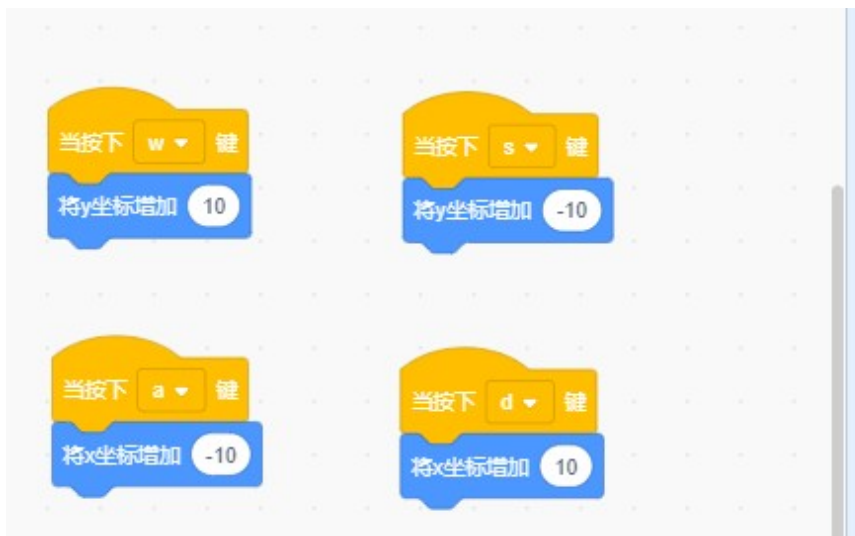 当按下 w 键
将y坐标增加 10
当按下 s 键
将y坐标增加 -10
当按下 a 键
将x坐标增加 -10
当按下 d 键
将x坐标增加 10